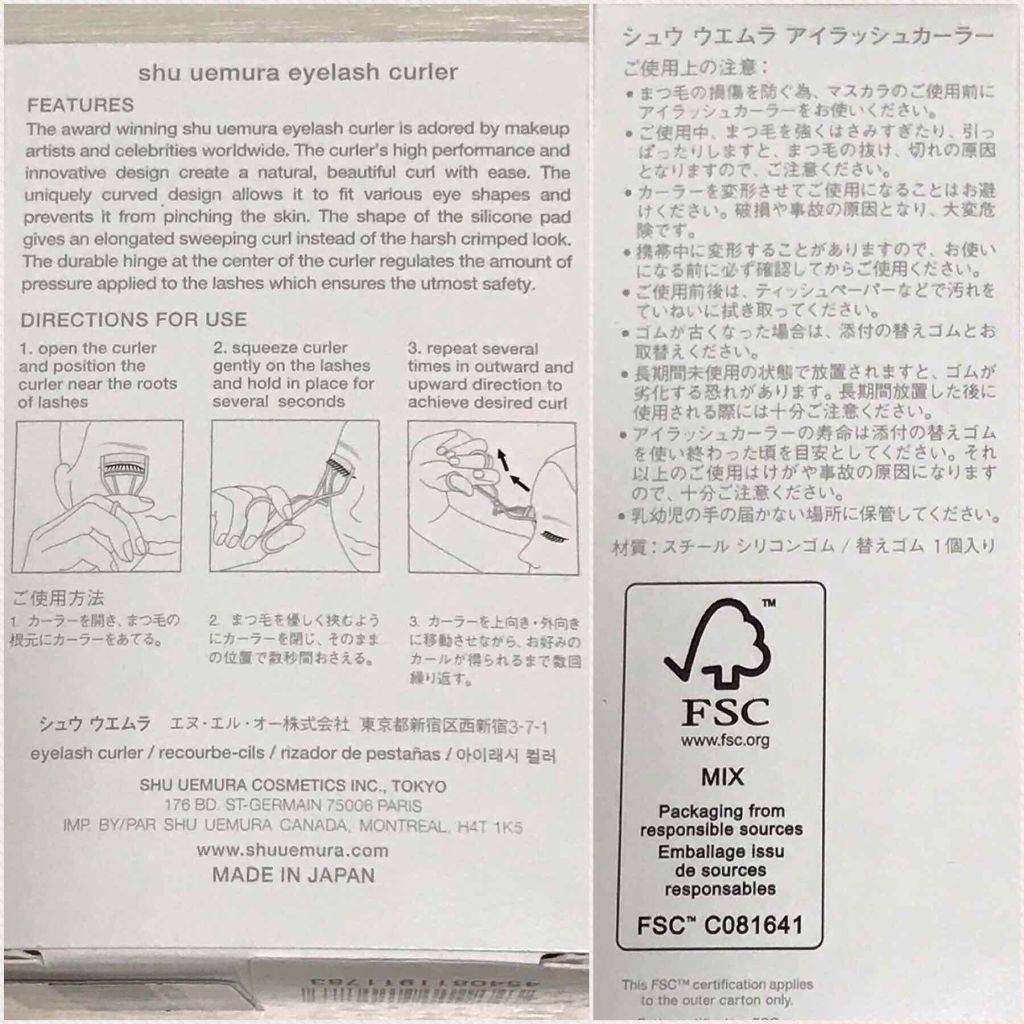 shu uemura eyelash curler
FEATURES
The award winning shu uemura eyelash curler is adored by makeup
artists and celebrities worldwide. The curler's high performance and
innovative design create a natural, beautiful curl with ease. The
uniquely curved design allows it to fit various eye shapes and
prevents it from pinching the skin. The shape of the silicone pad
gives an elongated sweeping curl instead of the harsh crimped look.
The durable hinge at the center of the curler regulates the amount of
pressure applied to the lashes which ensures the utmost safety.
DIRECTIONS FOR USE
1. open the curler
and position the
curler near the roots
of lashes
2. squeeze curler
gently on the lashes
and hold in place for
several seconds
3. repeat several
times in outward and
upward direction to
achieve desired curl
ご使用方法
1. カーラーを開き、まつ毛の
根元にカーラーをあてる。
2. まつ毛を優しく挟むよう
にカーラーを閉じ、そのまま
の位置で数秒間おさえる。
3. カーラーを上向き・外向き
に移動させながら、お好みの
カールが得られるまで数回
繰り返す。
シュウ ウエムラ エヌ・エル・オー株式会社 東京都新宿区西新宿3-7-1
eyelash curler / recourbe-cils / rizador de pestañas / 아이래시 컬러
SHU UEMURA COSMETICS INC., TOKYO
176 BD. ST-GERMAIN 75006 PARIS
IMP. BY/PAR SHU UEMURA CANADA, MONTREAL, H4T 1K5
www.shuuemura.com
MADE IN JAPAN
4540811911783
シュウ ウエムラ アイラッシュカーラー
ご使用上の注意：
•まつ毛の損傷を防ぐ為、マスカラのご使用前に
アイラッシュカーラーをお使いください。
•ご使用中、まつ毛を強くはさみすぎたり、引っ
ぱったりしますと、まつ毛の抜け、切れの原因
となりますので、ご注意ください。
•カーラーを変形させてご使用になることはお避
けください。破損や事故の原因となり、大変危
険です。
•携帯中に変形することがありますので、お使い
になる前に必ず確認してからご使用ください。
•ご使用前後は、ティッシュペーパーなどで汚れを
ていねいに拭き取ってください。
•ゴムが古くなった場合は、添付の替えゴムとお
取替えください。
•長期間未使用の状態で放置されますと、ゴムが
劣化する恐れがあります。長期間放置した後に
使用される際には十分ご注意ください。
•アイラッシュカーラーの寿命は添付の替えゴム
を使い終わった頃を目安としてください。それ
以上のご使用はけがや事故の原因になります
ので、十分ご注意ください。
•乳幼児の手の届かない場所に保管してください。
材質：スチール シリコンゴム / 替えゴム 1個入り
™
FSC
www.fsc.org
MIX
Packaging from
responsible sources
Emballage issu
de sources
responsables
FSC™ C081641
This FSC™ certification applies
to the outer carton only.